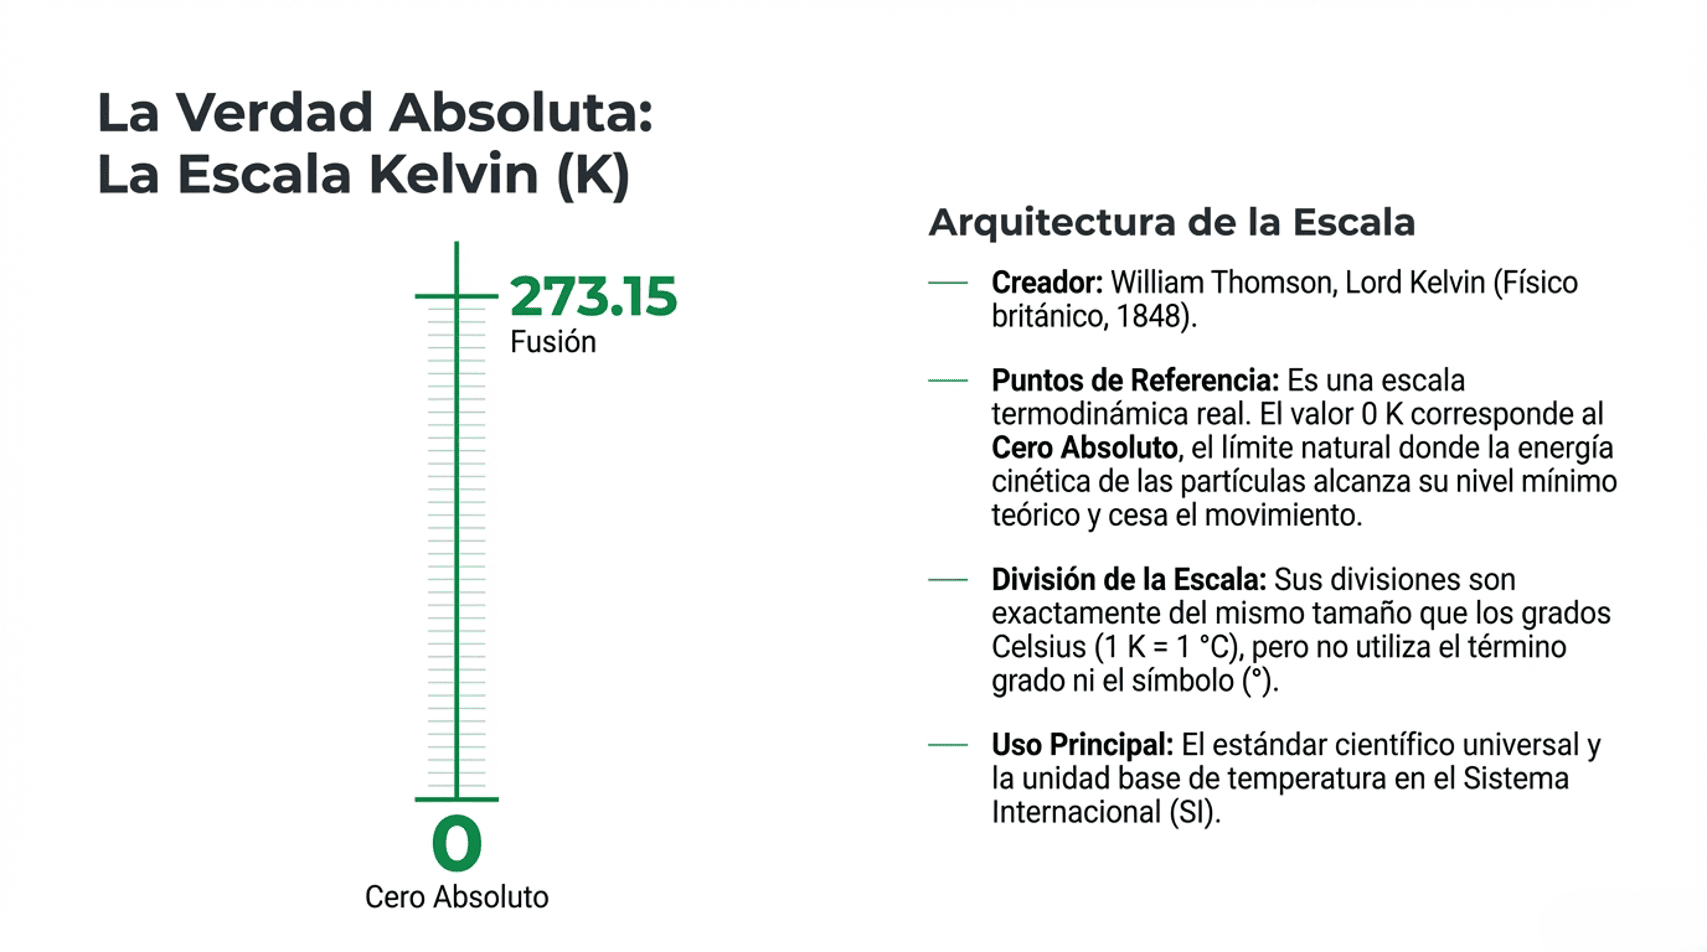 La Verdad Absoluta:
La Escala Kelvin (K)
273.15
Fusión
0
Cero Absoluto
Arquitectura de la Escala
Creador: William Thomson, Lord Kelvin (Físico
británico, 1848).
Puntos de Referencia: Es una escala
termodinámica real. El valor 0 K corresponde al
Cero Absoluto, el límite natural donde la energía
cinética de las partículas alcanza su nivel mínimo
teórico y cesa el movimiento.
División de la Escala: Sus divisiones son
exactamente del mismo tamaño que los grados
Celsius (1 K = 1 °C), pero no utiliza el término
grado ni el símbolo (°).
Uso Principal: El estándar científico universal y
la unidad base de temperatura en el Sistema
Internacional (SI).